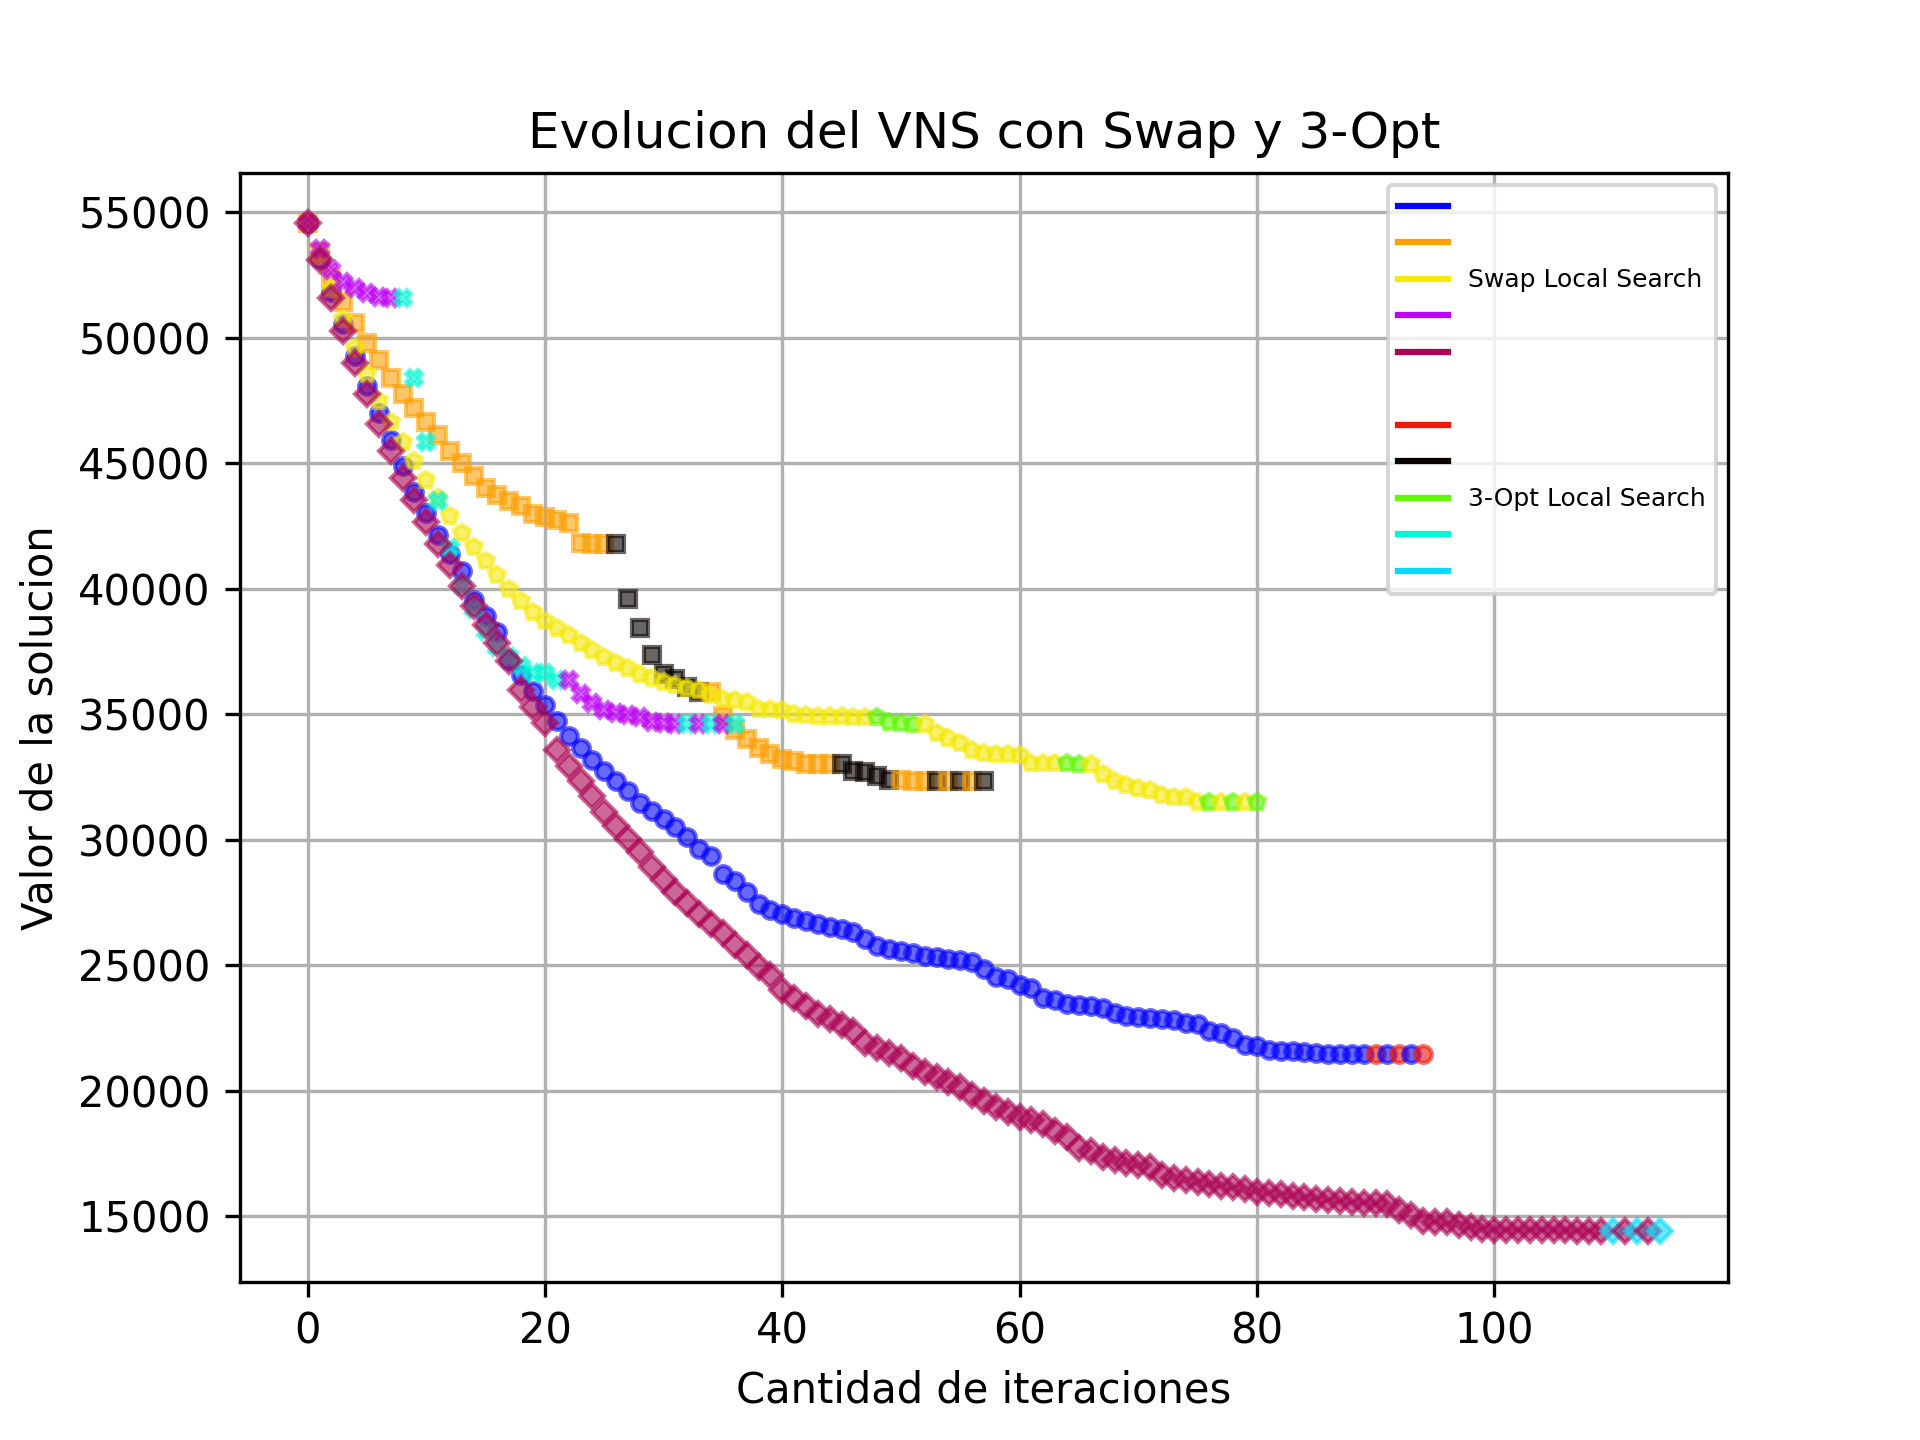 Evolucion del VNS con Swap y 3-Opt
Valor de la solucion
55000
50000
45000
40000
35000
30000
25000
20000
15000
Swap Local Search
3-Opt Local Search
0 20 40 60 80 100
Cantidad de iteraciones